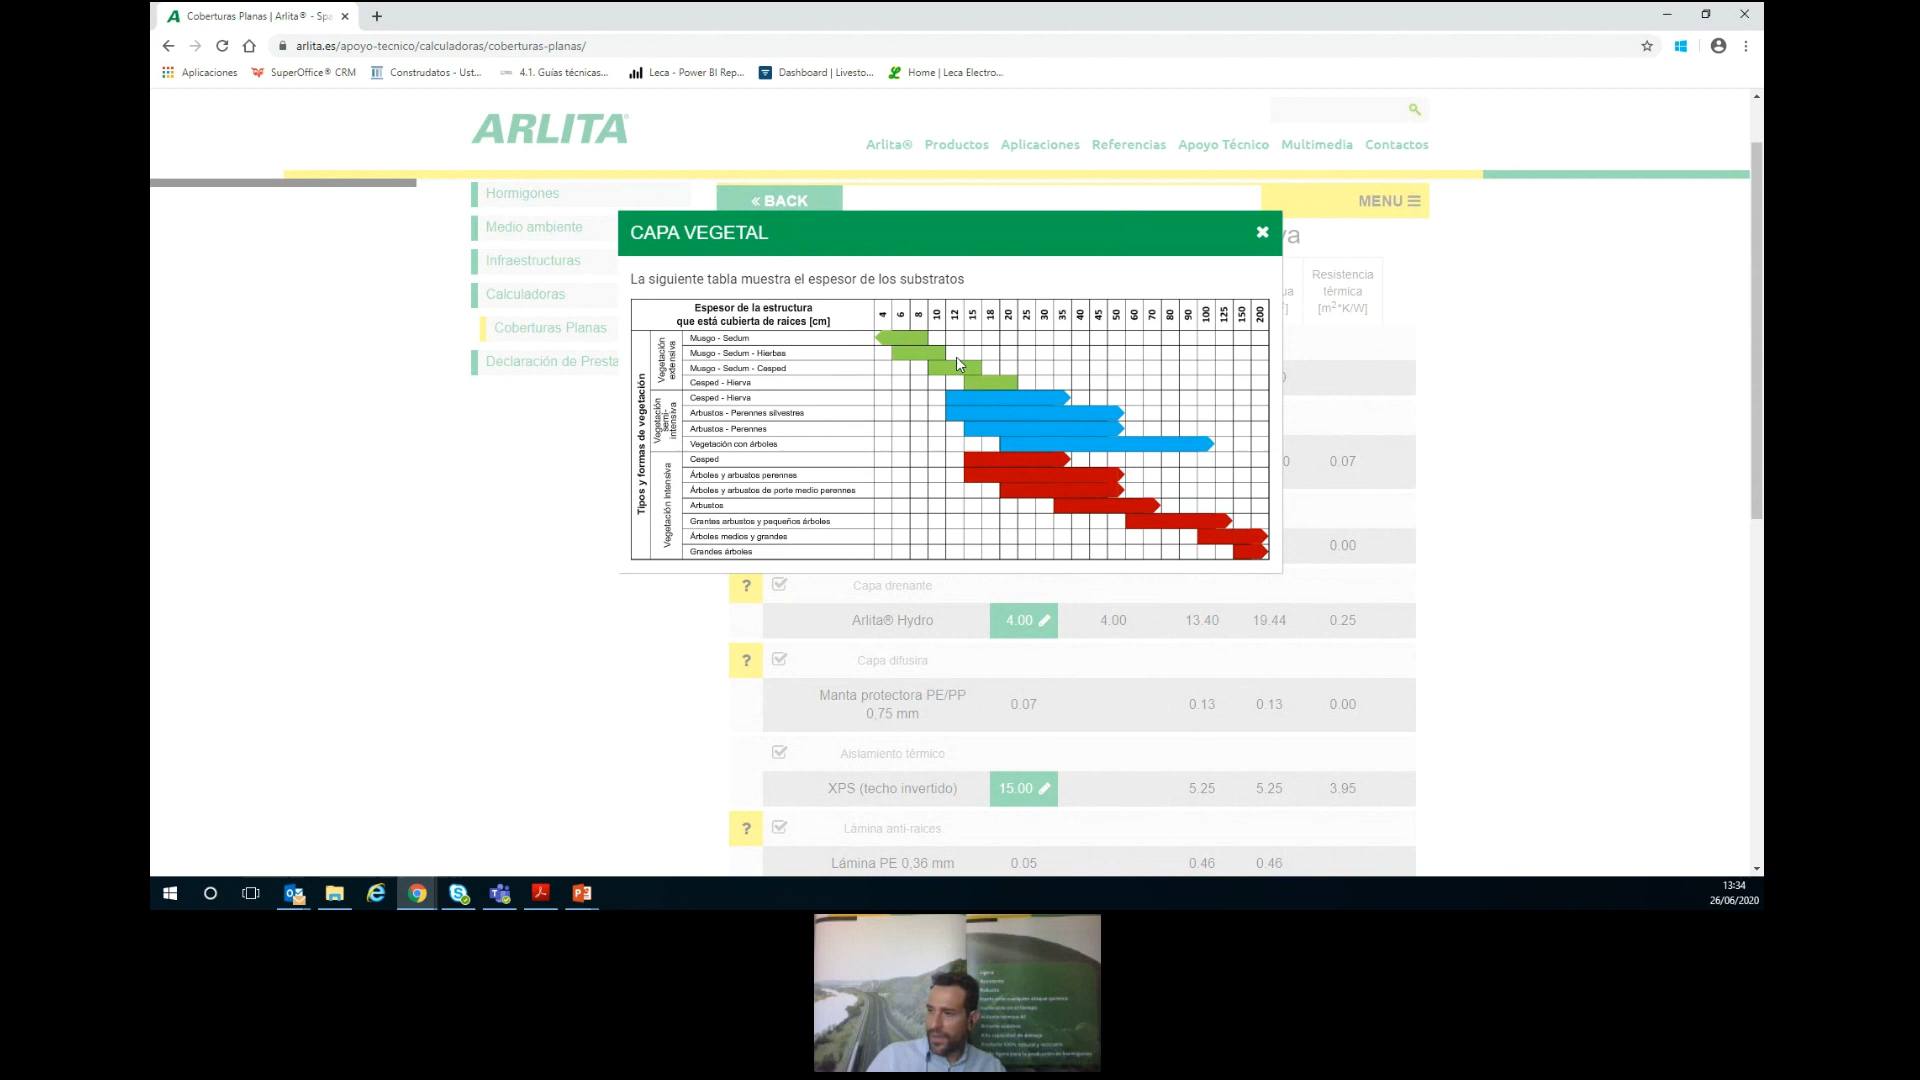 Coberturas Planas | Arlita® - Spa
arlita.es/apoyo-tecnico/calculadoras/coberturas-planas/
Aplicaciones
SuperOffice® CRM
Construdatos - Ust...
4.1. Guías técnicas...
Leca - Power BI Rep...
Dashboard | Livesto...
Home | Leca Electro...
ARLITA
Arlita® Productos Aplicaciones Referencias Apoyo Técnico Multimedia Contactos
Hormigones
Medio ambiente
Infraestructuras
Calculadoras
Coberturas Planas
Declaración de Presta
« BACK
MENU
CAPA VEGETAL
va
La siguiente tabla muestra el espesor de los substratos
Espesor de la estructura
que está cubierta de raices [cm]
4 6 8 10 12 15 18 20 25 30 35 40 45 50 60 70 80 90 100 125 150 200
Tipos y formas de vegetación
Vegetación
extensiva
Musgo - Sedum
Musgo - Sedum - Hierbas
Musgo - Sedum - Cesped
Cesped - Hierva
Vegetación
semi-
intensiva
Cesped - Hierva
Arbustos - Perennes silvestres
Arbustos - Perennes
Vegetación con árboles
Vegetación intensiva
Cesped
Árboles y arbustos perennes
Árboles y arbustos de porte medio perennes
Arbustos
Grantes arbustos y pequeños árboles
Árboles medios y grandes
Grandes árboles
ua
Resistencia
térmica
[m²*K/W]
0 0.07
0.00
? Capa drenante
Arlita® Hydro 4.00 4.00 13.40 19.44 0.25
? Capa difusira
Manta protectora PE/PP
0,75 mm
0.07 0.13 0.13 0.00
Aislamiento térmico
XPS (techo invertido) 15.00 5.25 5.25 3.95
? Lámina anti-raices
Lámina PE 0,36 mm 0.05 0.46 0.46
13:34
26/06/2020
Ligera
Resistente
Robusta